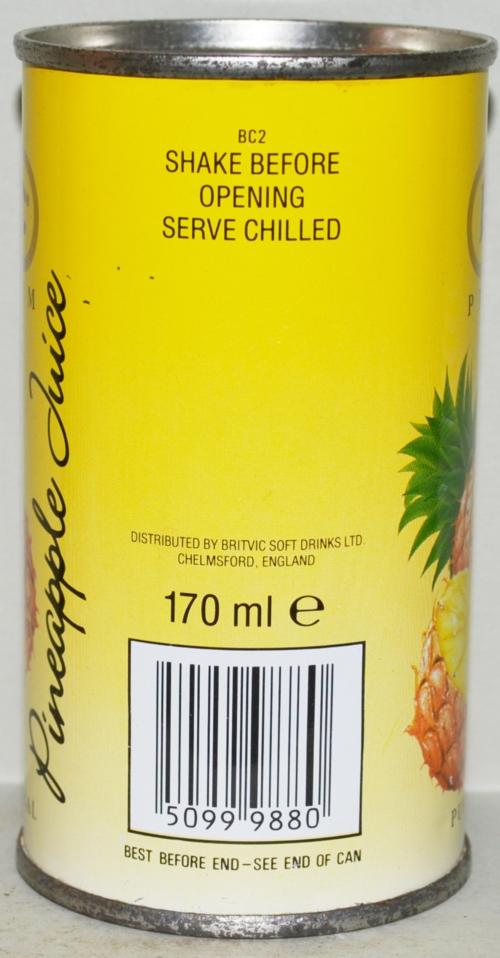 BC2
SHAKE BEFORE
OPENING
SERVE CHILLED
Pineapple Juice
DISTRIBUTED BY BRITVIC SOFT DRINKS LTD.
CHELMSFORD, ENGLAND
170 ml ℮
5099 9880
BEST BEFORE END–SEE END OF CAN